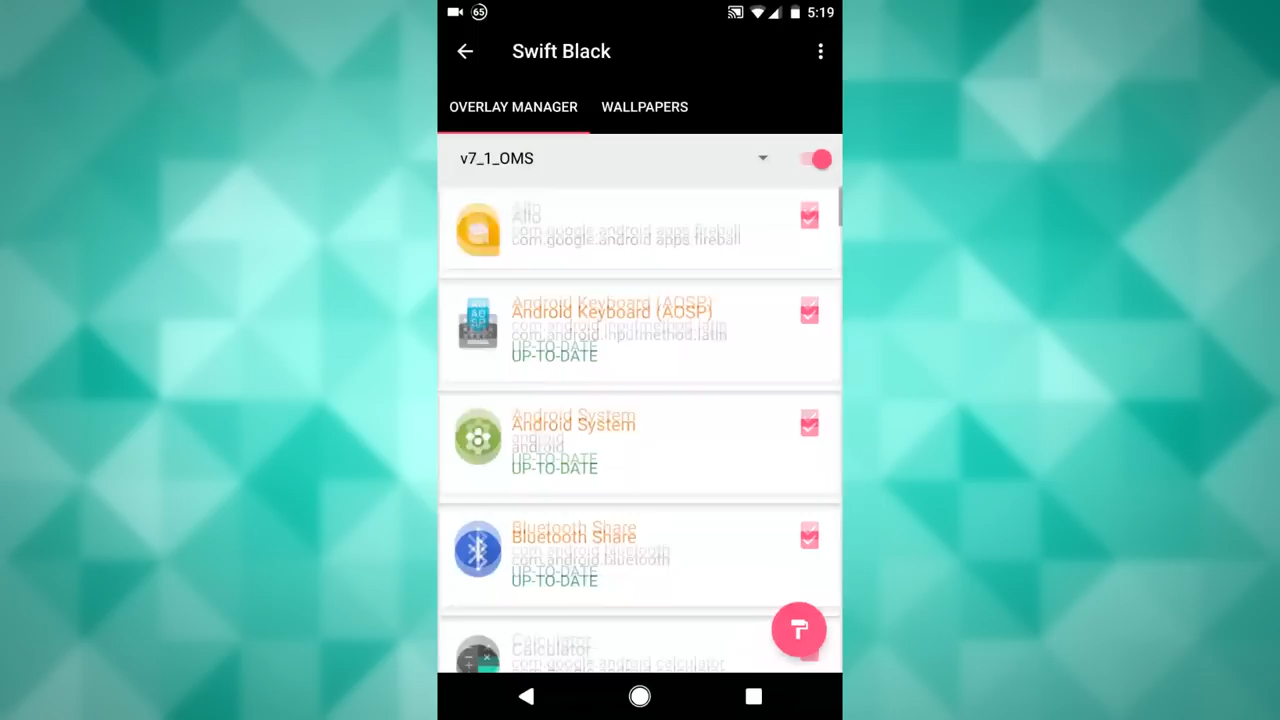 65
5:19
Swift Black
OVERLAY MANAGER
WALLPAPERS
v7_1_OMS
Allo
com.google.android.apps.fireball
Android Keyboard (AOSP)
com.android.inputmethod.latin
UP-TO-DATE
Android System
android
UP-TO-DATE
Bluetooth Share
com.android.bluetooth
UP-TO-DATE
Calculator
com.google.android.calculator